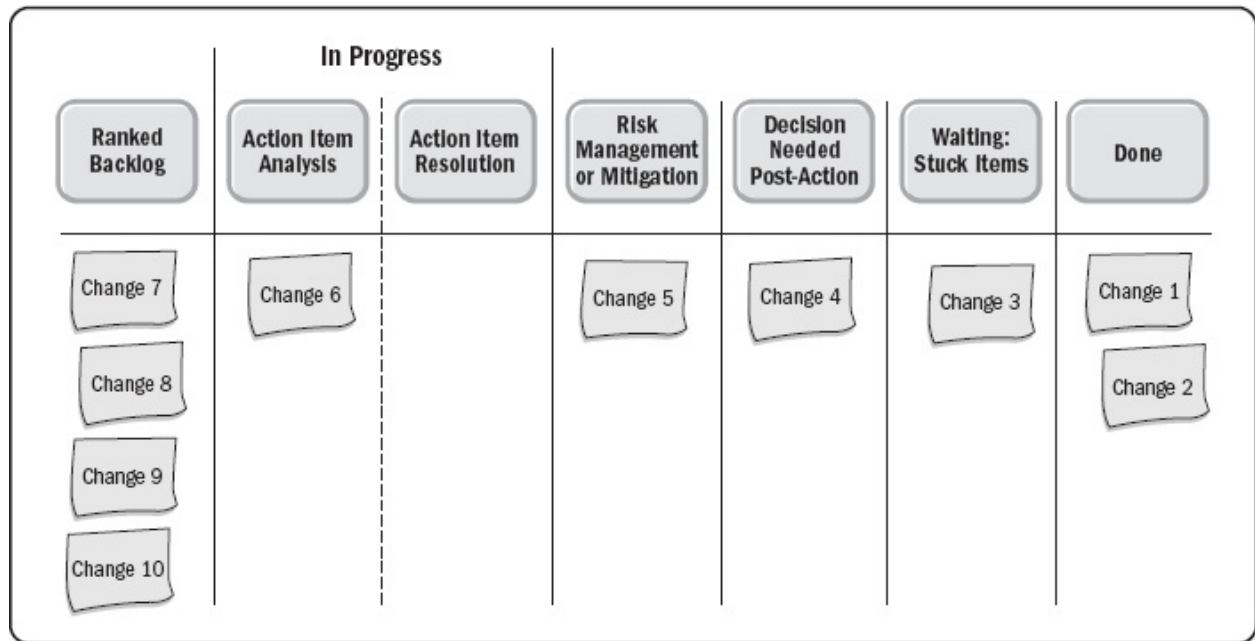 In Progress
Ranked
Backlog
Action Item
Analysis
Action Item
Resolution
Risk
Management
or Mitigation
Decision
Needed
Post-Action
Waiting:
Stuck Items
Done
Change 7
Change 8
Change 9
Change 10
Change 6
Change 5
Change 4
Change 3
Change 1
Change 2